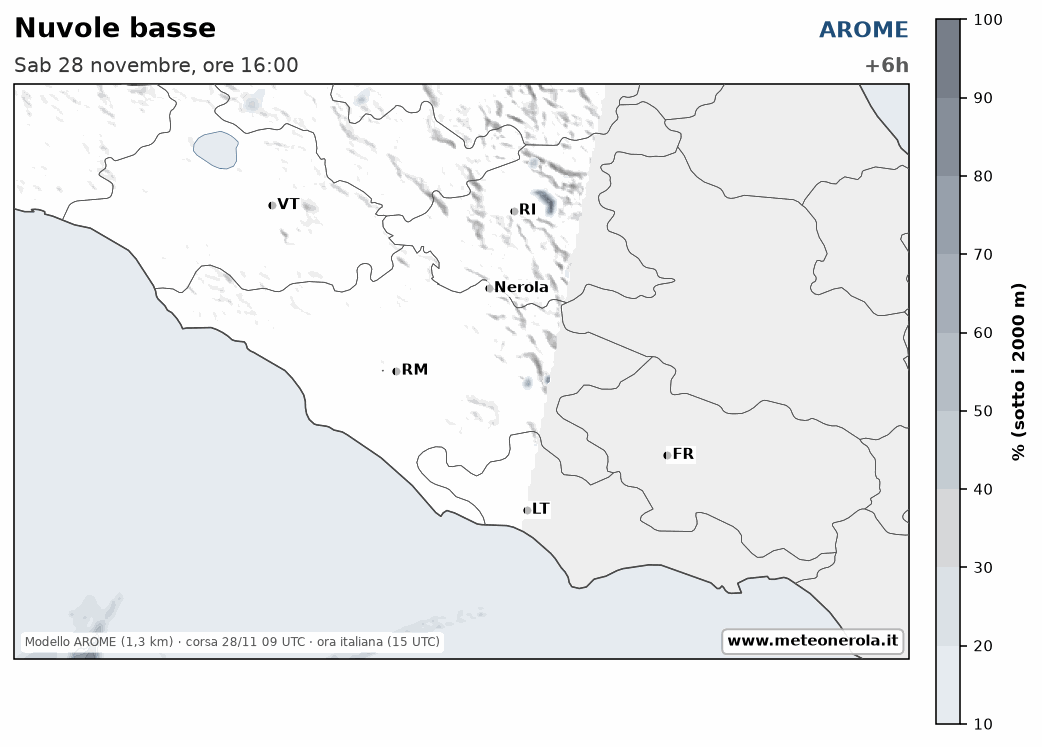 Nuvole basse
AROME
Sab 28 novembre, ore 16:00
+6h
VT
RI
Nerola
RM
FR
LT
Modello AROME (1,3 km) · corsa 28/11 09 UTC · ora italiana (15 UTC)
www.meteonerola.it
100
90
80
70
60
50
40
30
20
10
% (sotto i 2000 m)